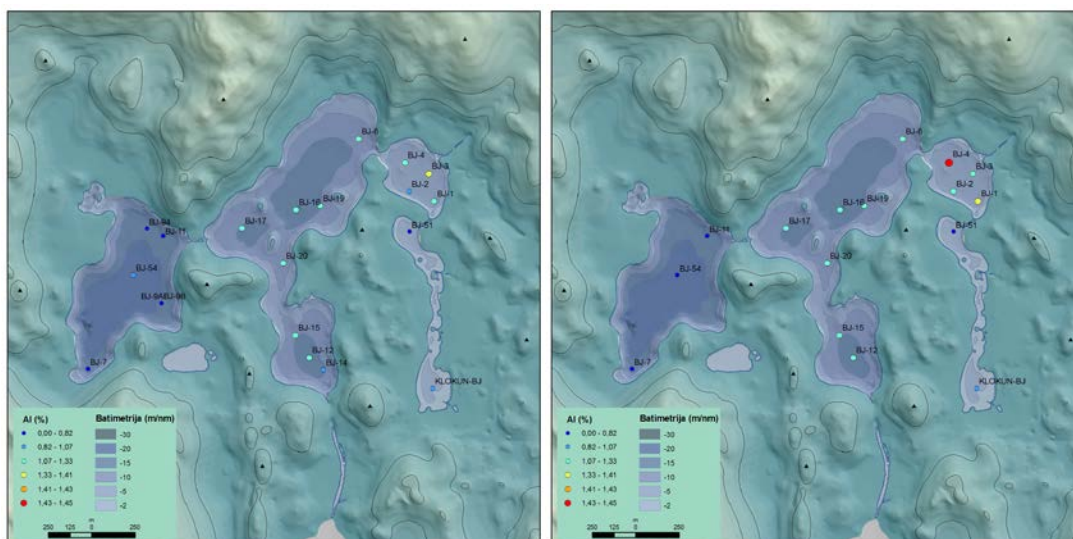 BJ-6
BJ-4
BJ-3
BJ-2
BJ-1
BJ-16
BJ-19
BJ-17
BJ-51
BJ-94
BJ-11
BJ-20
BJ-54
BJ-9ABJ-9B
BJ-15
BJ-12
BJ-14
BJ-7
KLOKUN-BJ
Al (%)
0,00 - 0,82
0,82 - 1,07
1,07 - 1,33
1,33 - 1,41
1,41 - 1,43
1,43 - 1,45
Batimetrija (m/nm)
-30
-20
-15
-10
-5
-2
m
250 125 0 250
BJ-6
BJ-4
BJ-3
BJ-2
BJ-1
BJ-16
BJ-19
BJ-17
BJ-51
BJ-11
BJ-20
BJ-54
BJ-15
BJ-12
BJ-7
KLOKUN-BJ
Al (%)
0,00 - 0,82
0,82 - 1,07
1,07 - 1,33
1,33 - 1,41
1,41 - 1,43
1,43 - 1,45
Batimetrija (m/nm)
-30
-20
-15
-10
-5
-2
m
250 125 0 250